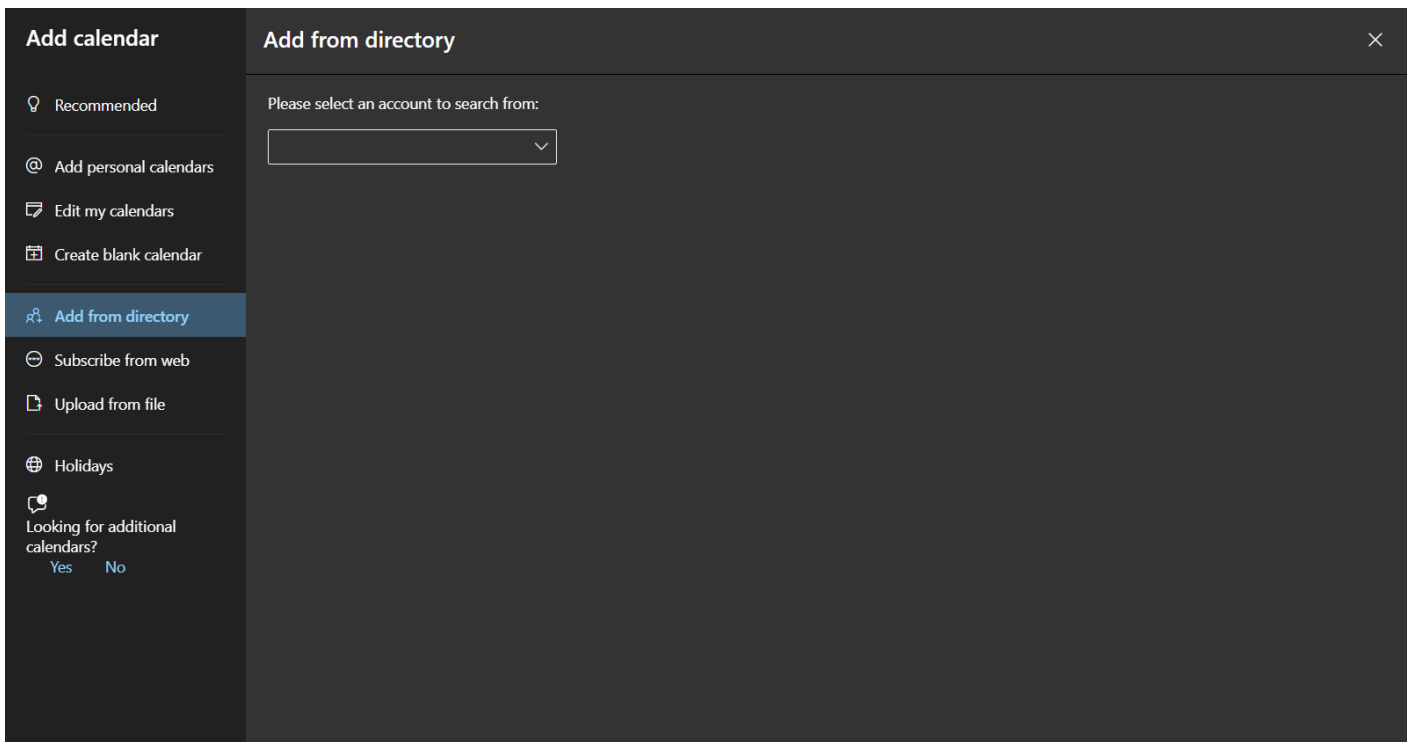 Add calendar
Recommended
Add personal calendars
Edit my calendars
Create blank calendar
Add from directory
Subscribe from web
Upload from file
Holidays
Looking for additional
calendars?
Yes No
Add from directory
Please select an account to search from: